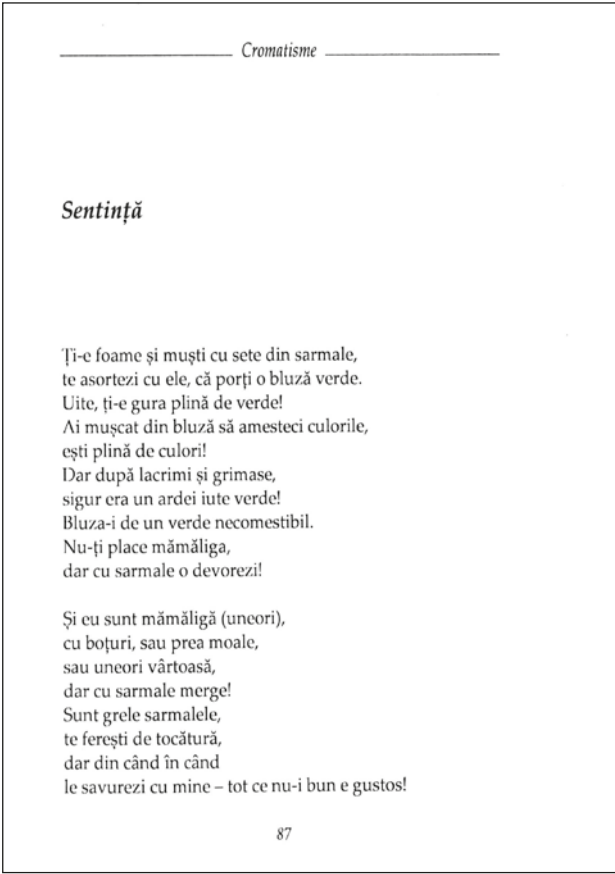 Cromatisme
Sentință
Ți-e foame și muști cu sete din sarmale,
te asortezi cu ele, că porți o bluză verde.
Uite, ți-e gura plină de verde!
Ai mușcat din bluză să amesteci culorile,
ești plină de culori!
Dar după lacrimi și grimase,
sigur era un ardei iute verde!
Bluza-i de un verde necomestibil.
Nu-ți place mămăliga,
dar cu sarmale o devorezi!
Și eu sunt mămăligă (uneori),
cu boțuri, sau prea moale,
sau uneori vârtoasă,
dar cu sarmale merge!
Sunt grele sarmalele,
te ferești de tocătură,
dar din când în când
le savurezi cu mine – tot ce nu-i bun e gustos!
87